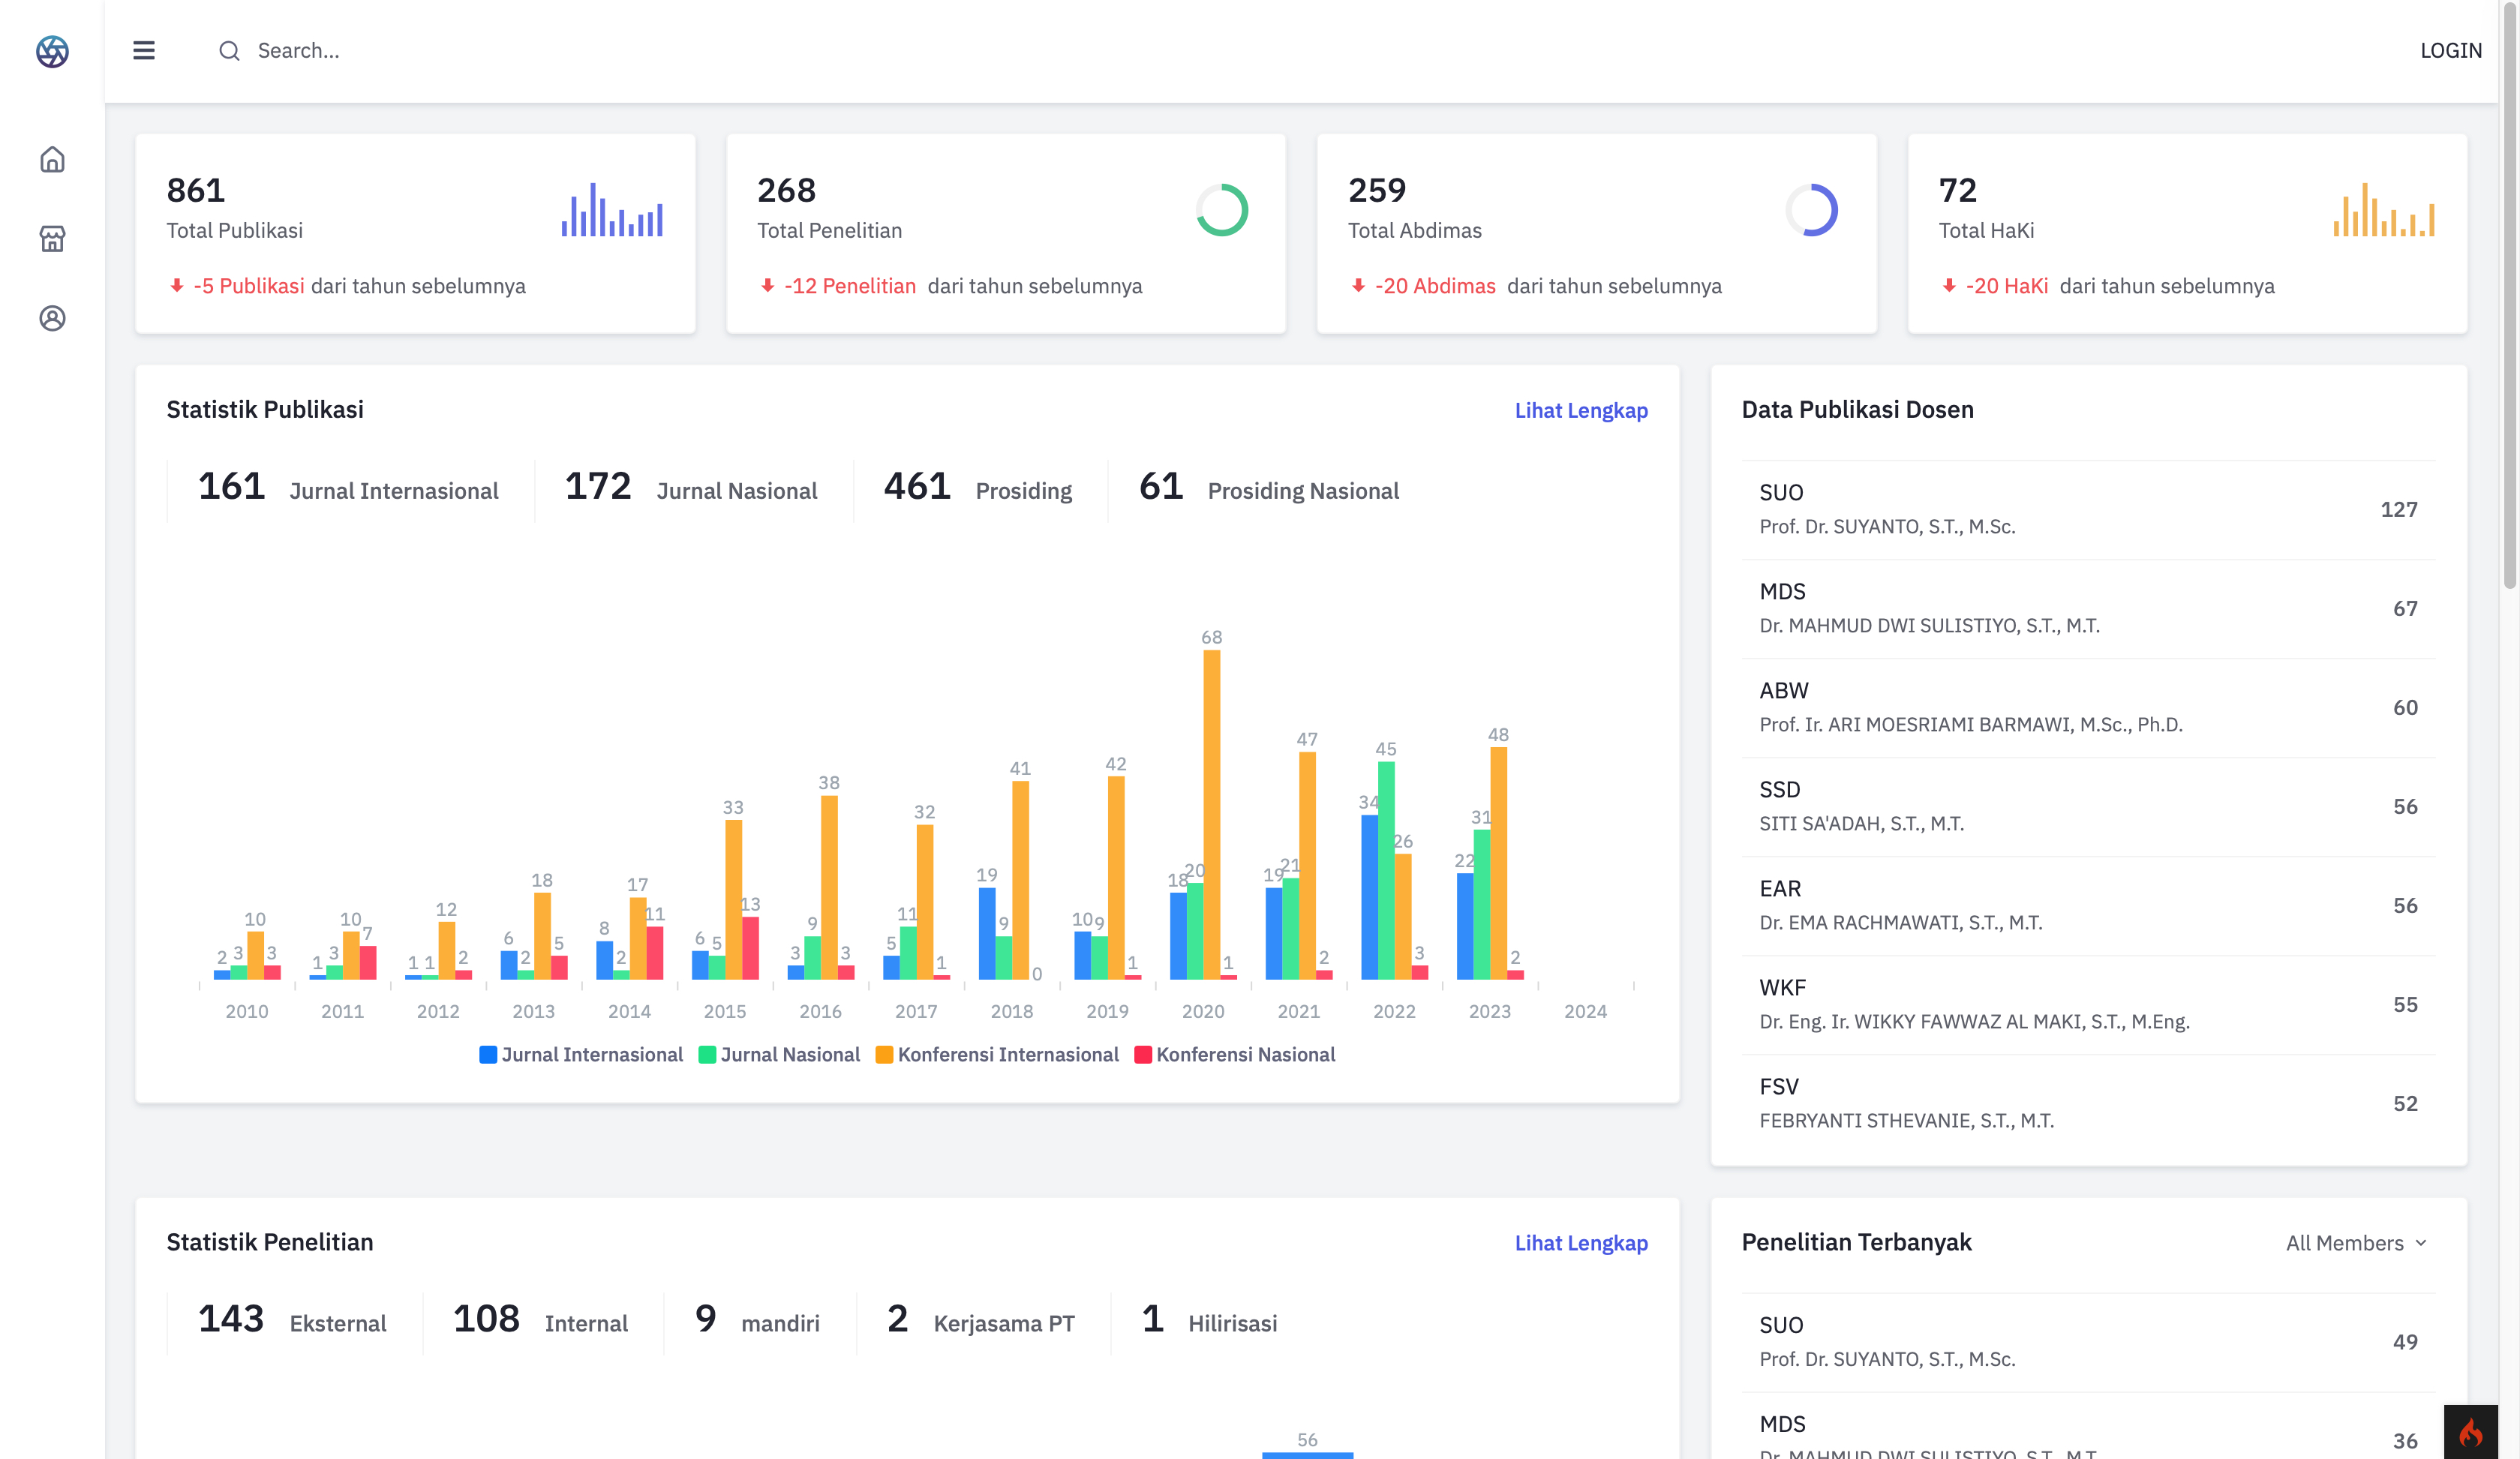 Search...
LOGIN
861
Total Publikasi
-5 Publikasi dari tahun sebelumnya
268
Total Penelitian
-12 Penelitian dari tahun sebelumnya
259
Total Abdimas
-20 Abdimas dari tahun sebelumnya
72
Total HaKi
-20 HaKi dari tahun sebelumnya
Statistik Publikasi
Lihat Lengkap
161 Jurnal Internasional
172 Jurnal Nasional
461 Prosiding
61 Prosiding Nasional
2 3 10 3
1 3 10 7
1 1 12 2
6 2 18 5
8 2 17 11
6 5 33 13
3 9 38 3
5 11 32 1
19 9 41 0
10 9 42 1
18 20 68 1
19 21 47 2
34 45 26 3
22 31 48 2
2010 2011 2012 2013 2014 2015 2016 2017 2018 2019 2020 2021 2022 2023 2024
Jurnal Internasional Jurnal Nasional Konferensi Internasional Konferensi Nasional
Data Publikasi Dosen
SUO
Prof. Dr. SUYANTO, S.T., M.Sc.
127
MDS
Dr. MAHMUD DWI SULISTIYO, S.T., M.T.
67
ABW
Prof. Ir. ARI MOESRIAMI BARMAWI, M.Sc., Ph.D.
60
SSD
SITI SA'ADAH, S.T., M.T.
56
EAR
Dr. EMA RACHMAWATI, S.T., M.T.
56
WKF
Dr. Eng. Ir. WIKKY FAWWAZ AL MAKI, S.T., M.Eng.
55
FSV
FEBRYANTI STHEVANIE, S.T., M.T.
52
Statistik Penelitian
Lihat Lengkap
143 Eksternal
108 Internal
9 mandiri
2 Kerjasama PT
1 Hilirisasi
56
Penelitian Terbanyak
All Members
SUO
Prof. Dr. SUYANTO, S.T., M.Sc.
49
MDS
Dr. MAHMUD DWI SULISTIYO, S.T., M.T.
36